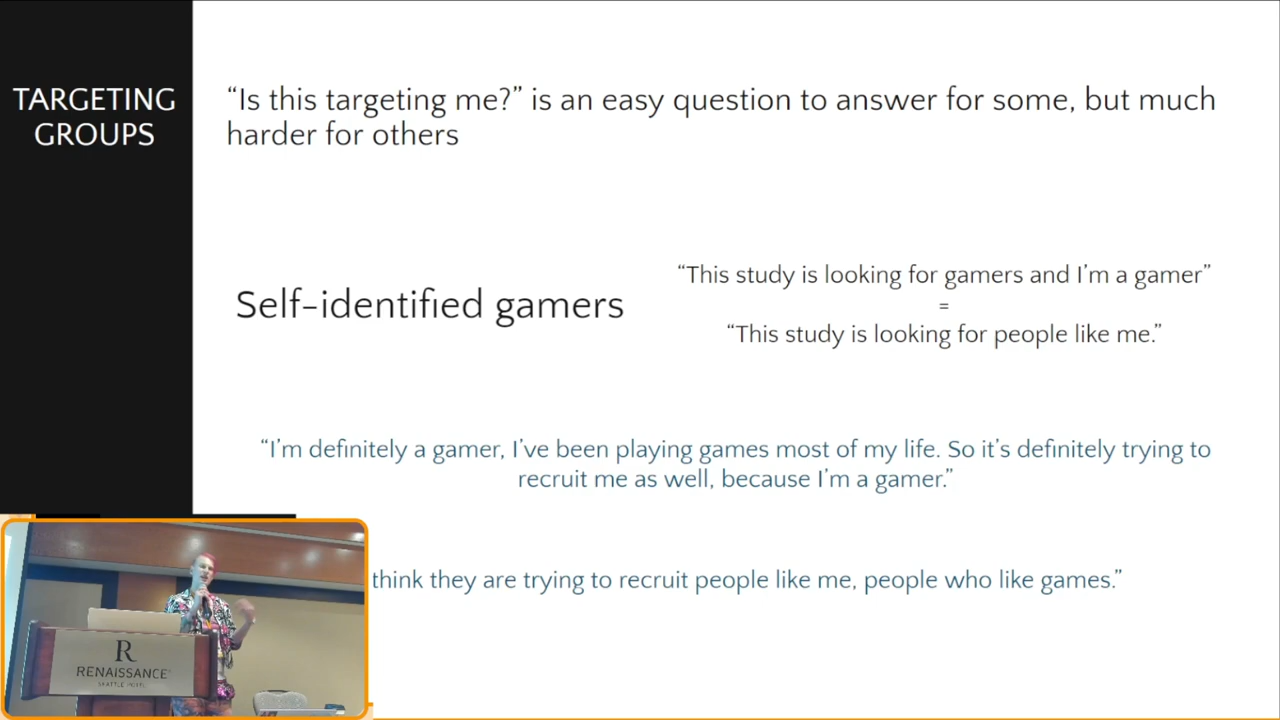 TARGETING
GROUPS
“Is this targeting me?” is an easy question to answer for some, but much
harder for others
Self-identified gamers
“This study is looking for gamers and I’m a gamer”
=
“This study is looking for people like me.”
“I’m definitely a gamer, I’ve been playing games most of my life. So it’s definitely trying to
recruit me as well, because I’m a gamer.”
think they are trying to recruit people like me, people who like games.”
R
RENAISSANCE
SEATTLE HOTEL